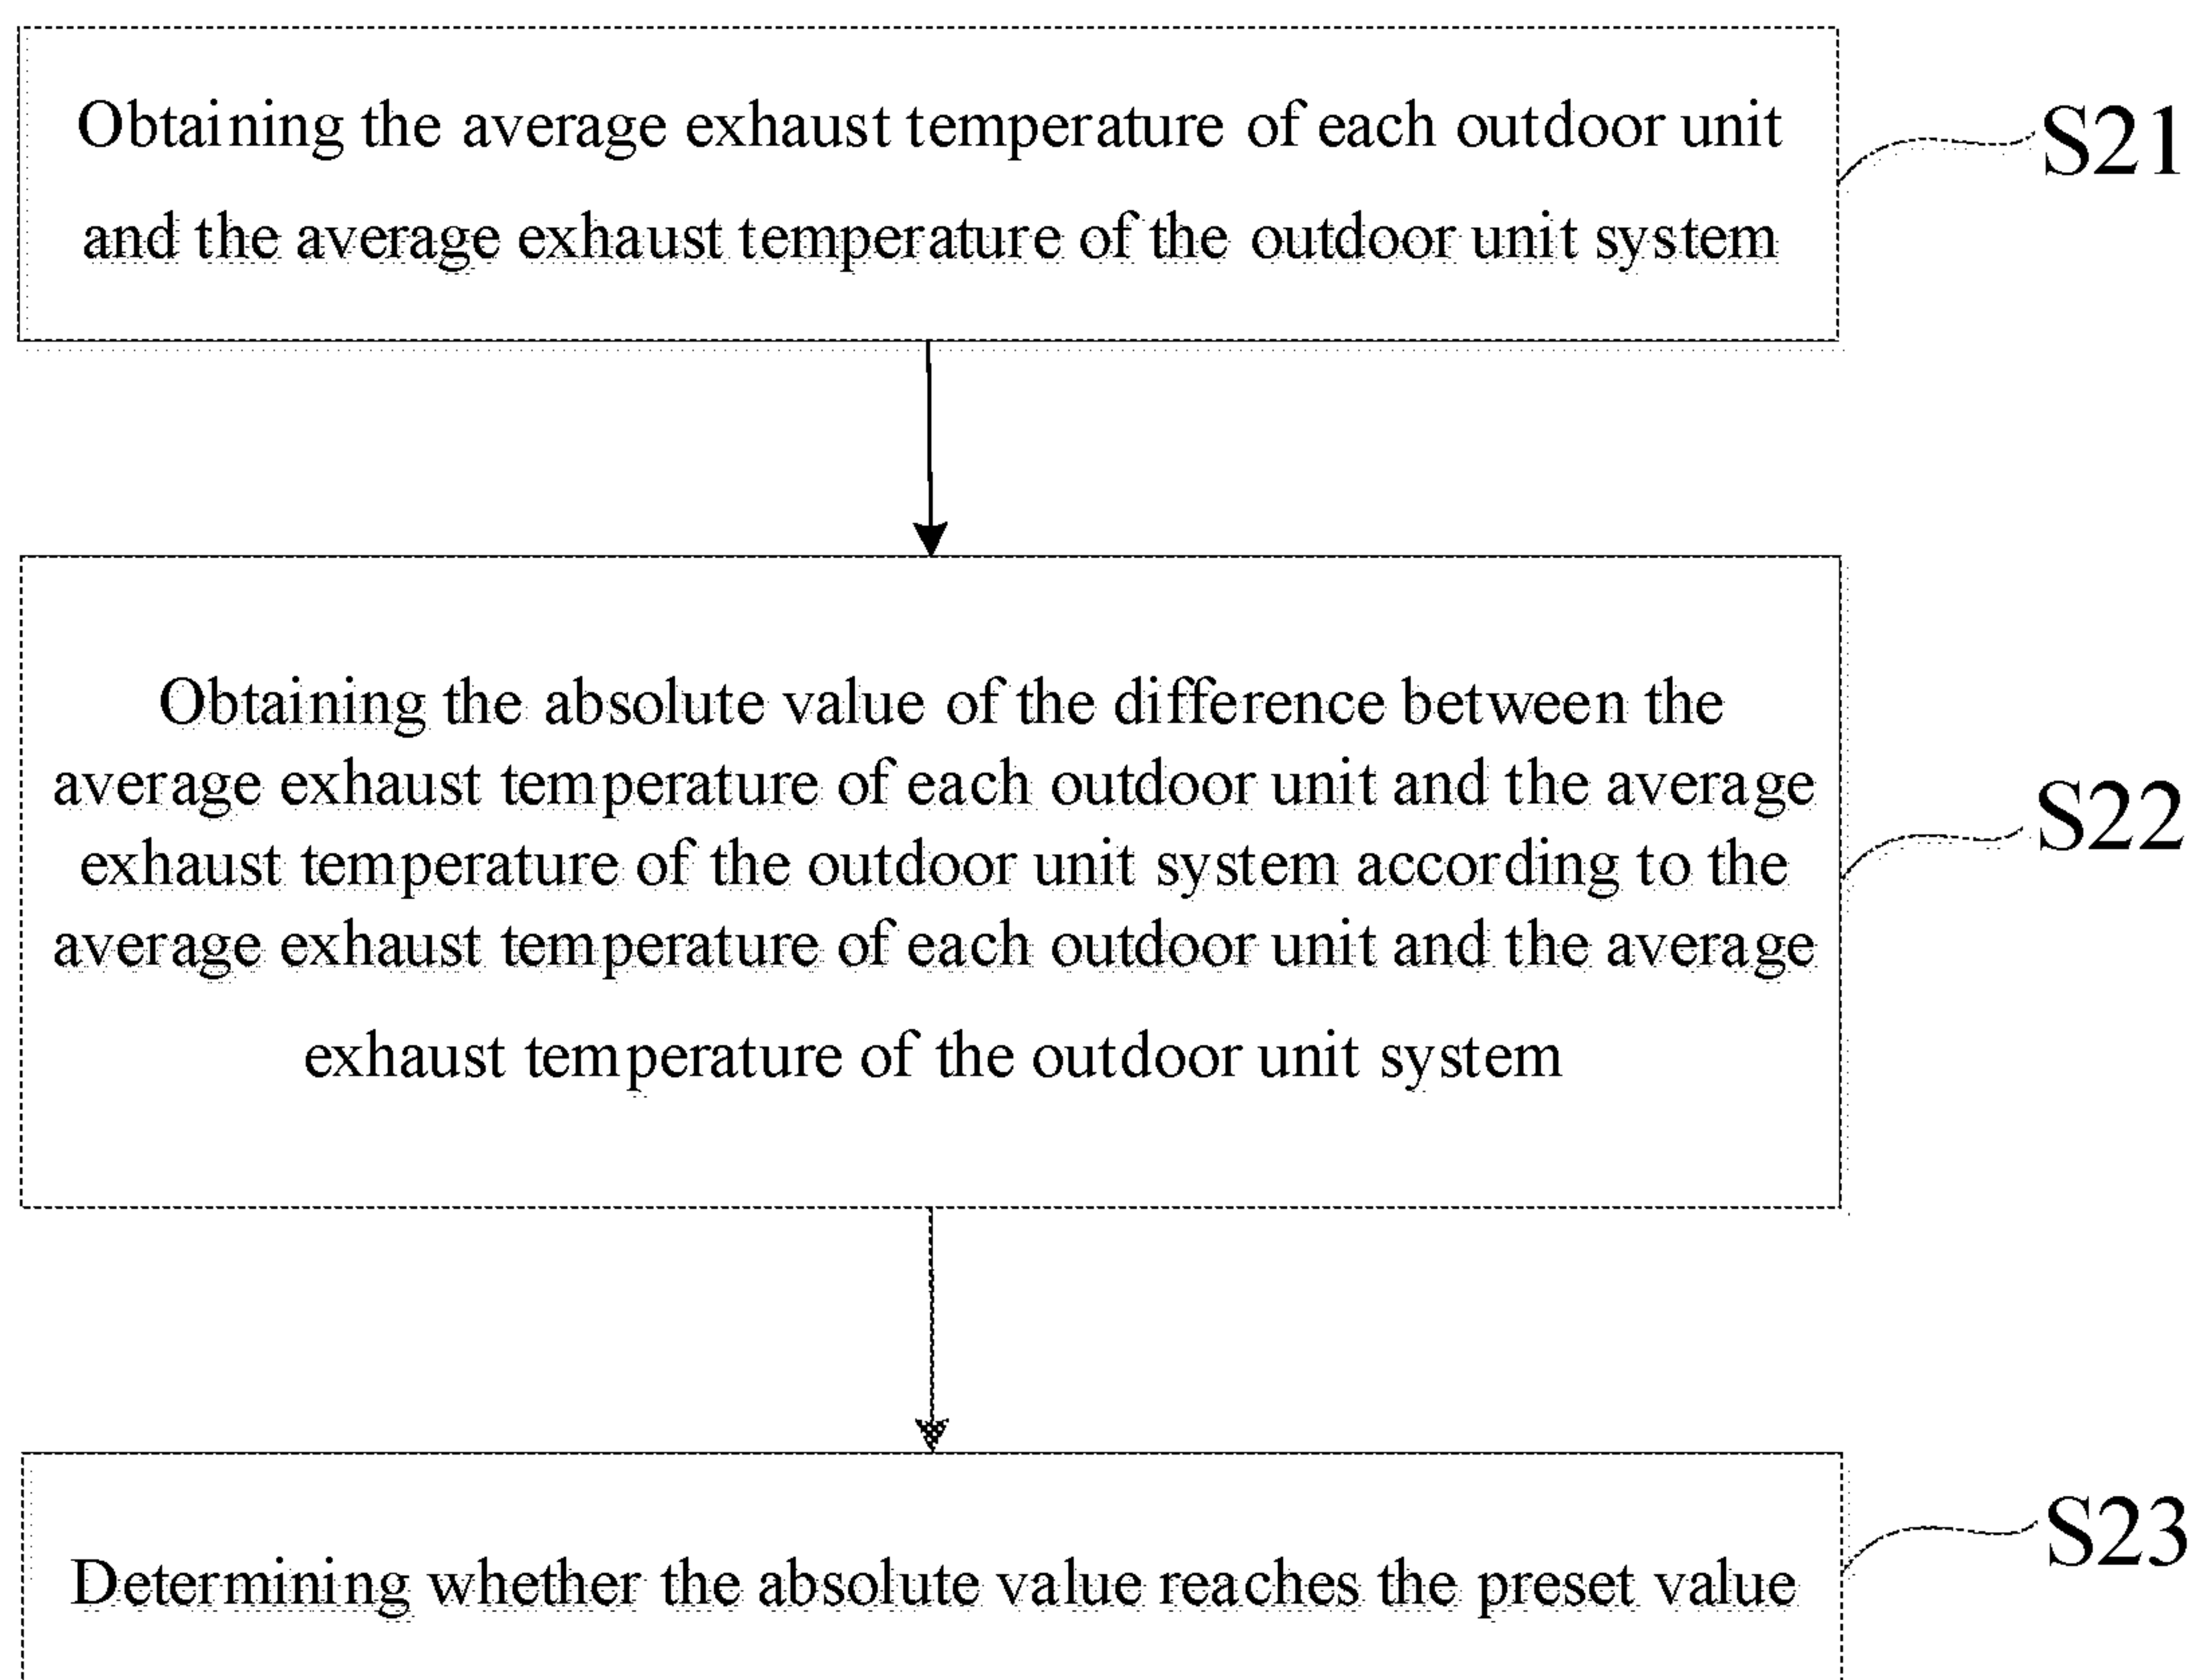 Obtaining the average exhaust temperature of each outdoor unit
and the average exhaust temperature of the outdoor unit system
S21
Obtaining the absolute value of the difference between the
average exhaust temperature of each outdoor unit and the average
exhaust temperature of the outdoor unit system according to the
average exhaust temperature of each outdoor unit and the average
exhaust temperature of the outdoor unit system
S22
Determining whether the absolute value reaches the preset value
S23